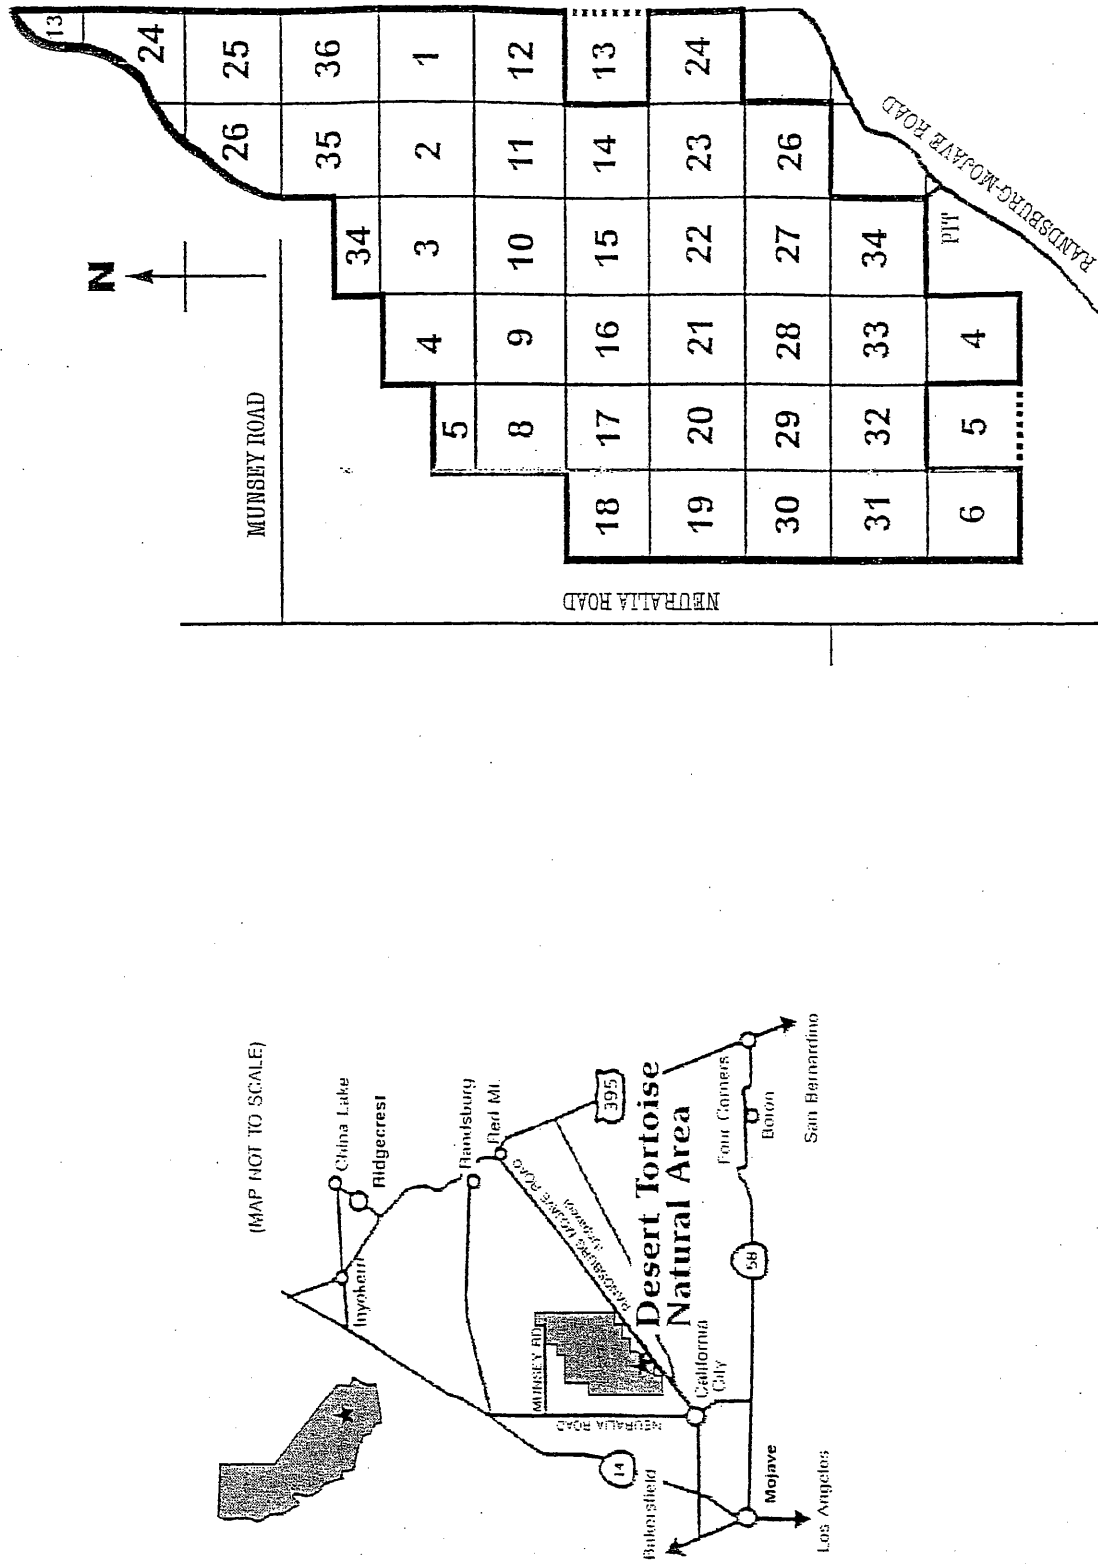 (MAP NOT TO SCALE)
China Lake
Ridgecrest
Inyokern
Randsburg
Red Mt.
RANDSBURG MOJAVE ROAD
(unpaved)
MUNSEY RD
NEURALIA ROAD
395
Desert Tortoise
Natural Area
14
Bakersfield
California
City
Four Corners
58
Boron
Mojave
San Bernardino
Los Angeles
N
MUNSEY ROAD
NEURALIA ROAD
13
24
26 25
35 36
34
5 4 3 2 1
8 9 10 11 12
18 17 16 15 14 13
19 20 21 22 23 24
30 29 28 27 26
31 32 33 34
6 5 4
PIT
RANDSBURG-MOJAVE ROAD